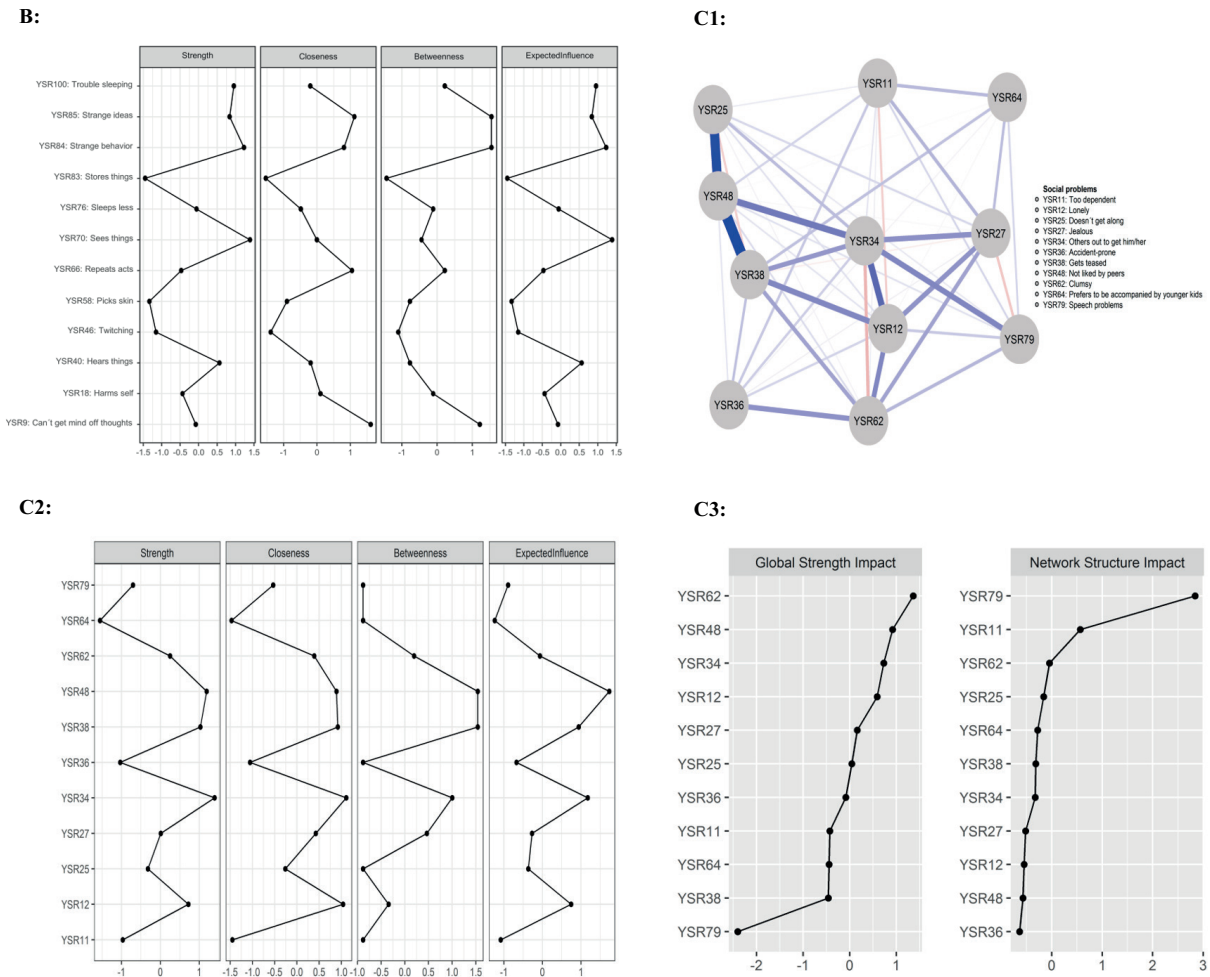 B:
Strength Closeness Betweenness ExpectedInfluence
YSR100: Trouble sleeping
YSR85: Strange ideas
YSR84: Strange behavior
YSR83: Stores things
YSR76: Sleeps less
YSR70: Sees things
YSR66: Repeats acts
YSR58: Picks skin
YSR46: Twitching
YSR40: Hears things
YSR18: Harms self
YSR9: Can´t get mind off thoughts
-1.5 -1.0 -0.5 0.0 0.5 1.0 1.5 -1 0 1 -1 0 1 -1.5 -1.0 -0.5 0.0 0.5 1.0 1.5
C1:
YSR11
YSR64
YSR25
YSR48
YSR34
YSR27
YSR38
YSR12
YSR79
YSR36
YSR62
Social problems
YSR11: Too dependent
YSR12: Lonely
YSR25: Doesn´t get along
YSR27: Jealous
YSR34: Others out to get him/her
YSR36: Accident-prone
YSR38: Gets teased
YSR48: Not liked by peers
YSR62: Clumsy
YSR64: Prefers to be accompanied by younger kids
YSR79: Speech problems
C2:
Strength Closeness Betweenness ExpectedInfluence
YSR79
YSR64
YSR62
YSR48
YSR38
YSR36
YSR34
YSR27
YSR25
YSR12
YSR11
-1 0 1 -1.5 -1.0 -0.5 0.0 0.5 1.0 -1.0 -0.5 0.0 0.5 1.0 1.5 -1 0 1
C3:
Global Strength Impact
YSR62
YSR48
YSR34
YSR12
YSR27
YSR25
YSR36
YSR11
YSR64
YSR38
YSR79
-2 -1 0 1
Network Structure Impact
YSR79
YSR11
YSR62
YSR25
YSR64
YSR38
YSR34
YSR27
YSR12
YSR48
YSR36
0 1 2 3